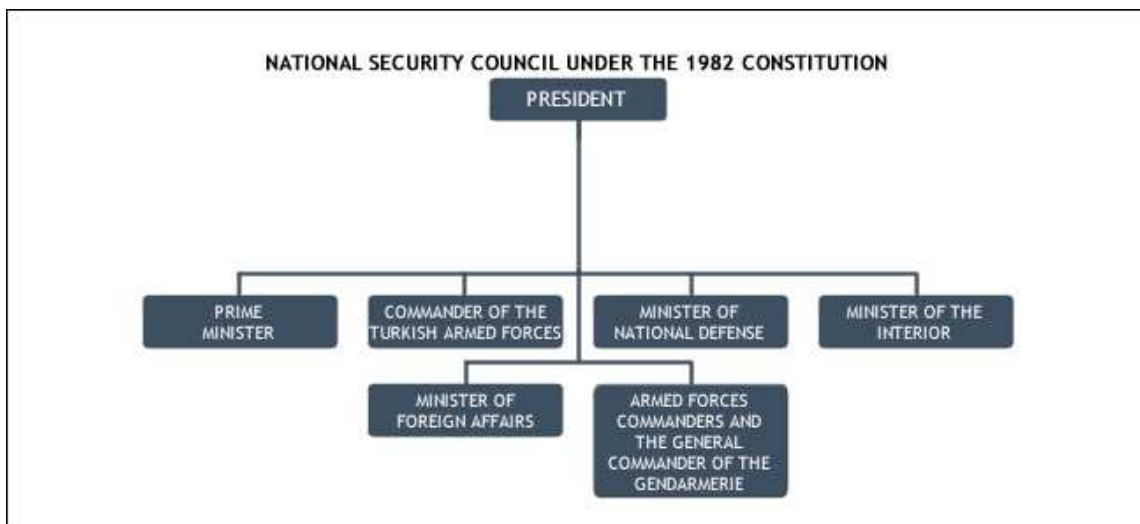 NATIONAL SECURITY COUNCIL UNDER THE 1982 CONSTITUTION
PRESIDENT
PRIME
MINISTER
COMMANDER OF THE
TURKISH ARMED FORCES
MINISTER OF
NATIONAL DEFENSE
MINISTER OF THE
INTERIOR
MINISTER OF
FOREIGN AFFAIRS
ARMED FORCES
COMMANDERS AND
THE GENERAL
COMMANDER OF THE
GENDARMERIE